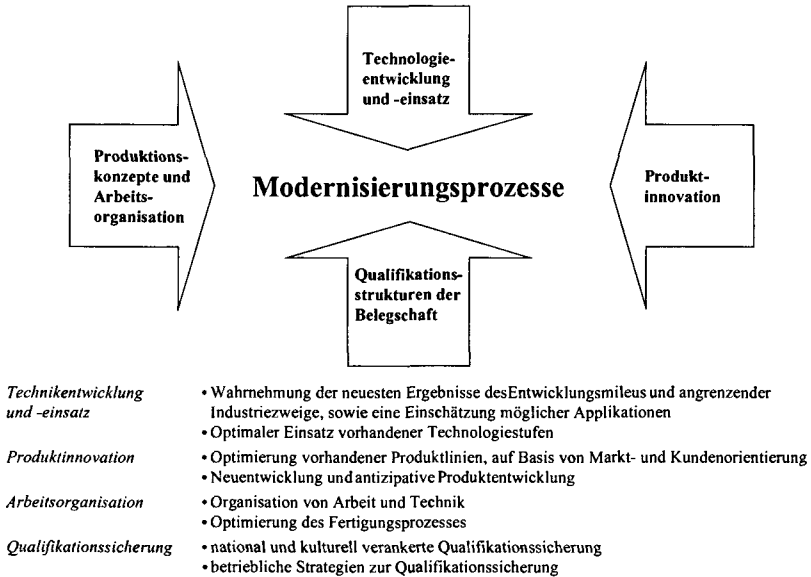 Technologie-
entwicklung
und -einsatz
Produktions-
konzepte und
Arbeits-
organisation
Modernisierungsprozesse
Produkt-
innovation
Qualifikations-
strukturen der
Belegschaft
Technikentwicklung
und -einsatz
• Wahrnehmung der neuesten Ergebnisse desEntwicklungsmileus und angrenzender
Industriezweige, sowie eine Einschätzung möglicher Applikationen
• Optimaler Einsatz vorhandener Technologiestufen
Produktinnovation
• Optimierung vorhandener Produktlinien, auf Basis von Markt- und Kundenorientierung
• Neuentwicklung und antizipative Produktentwicklung
Arbeitsorganisation
• Organisation von Arbeit und Technik
• Optimierung des Fertigungsprozesses
Qualifikationssicherung
• national und kulturell verankerte Qualifikationssicherung
• betriebliche Strategien zur Qualifikationssicherung